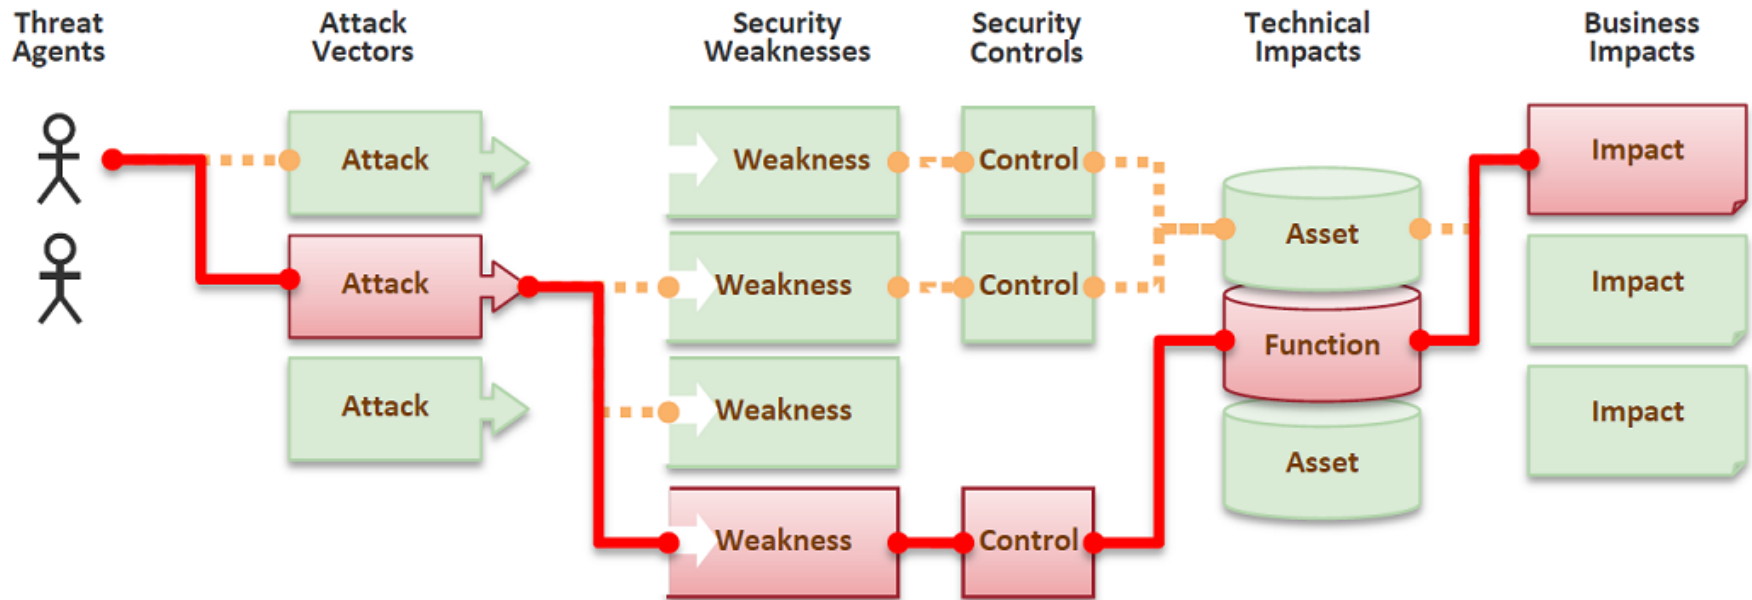 Threat
Agents
Attack
Vectors
Security
Weaknesses
Security
Controls
Technical
Impacts
Business
Impacts
Attack
Weakness
Control
Asset
Impact
Attack
Weakness
Control
Function
Impact
Attack
Weakness
Asset
Impact
Weakness
Control